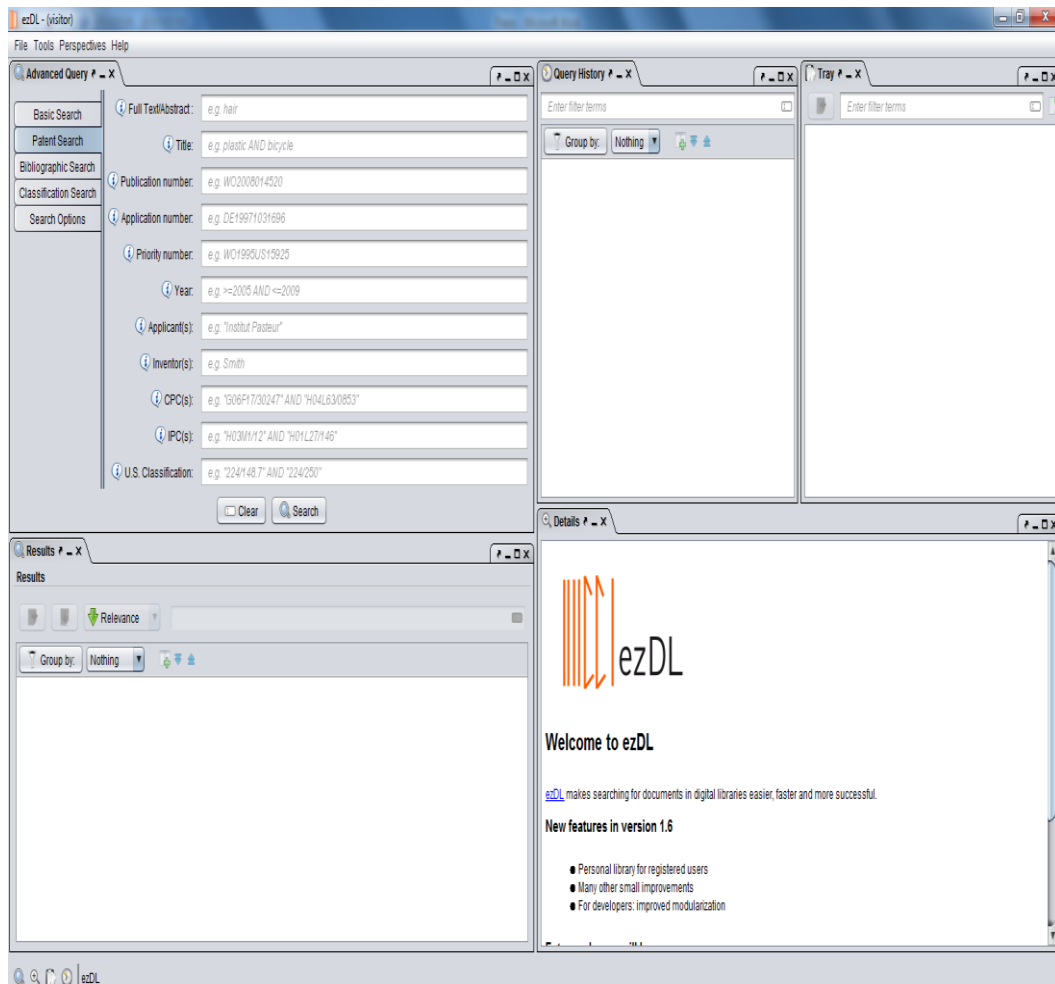 ezDL - (visitor)
File Tools Perspectives Help
Advanced Query
Basic Search
Patent Search
Bibliographic Search
Classification Search
Search Options
Full Text/Abstract: e.g. hair
Title: e.g. plastic AND bicycle
Publication number: e.g. WO2008014520
Application number: e.g. DE19971031696
Priority number: e.g. WO1995US15925
Year: e.g. >=2005 AND <=2009
Applicant(s): e.g. "Institut Pasteur"
Inventor(s): e.g. Smith
CPC(s): e.g. "G06F17/30247" AND "H04L63/0853"
IPC(s): e.g. "H03M1/12" AND "H01L27/146"
U.S. Classification: e.g. "224/148.7" AND "224/250"
Clear Search
Query History
Enter filter terms
Group by: Nothing
Tray
Enter filter terms
Results
Results
Relevance
Group by: Nothing
Details
ezDL
Welcome to ezDL
ezDL makes searching for documents in digital libraries easier, faster and more successful.
New features in version 1.6
Personal library for registered users
Many other small improvements
For developers: improved modularization
ezDL